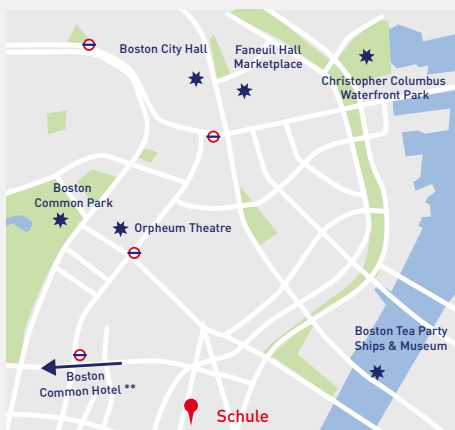 Boston City Hall
Faneuil Hall
Marketplace
Christopher Columbus
Waterfront Park
Boston
Common Park
Orpheum Theatre
Boston Tea Party
Ships & Museum
Boston
Common Hotel **
Schule